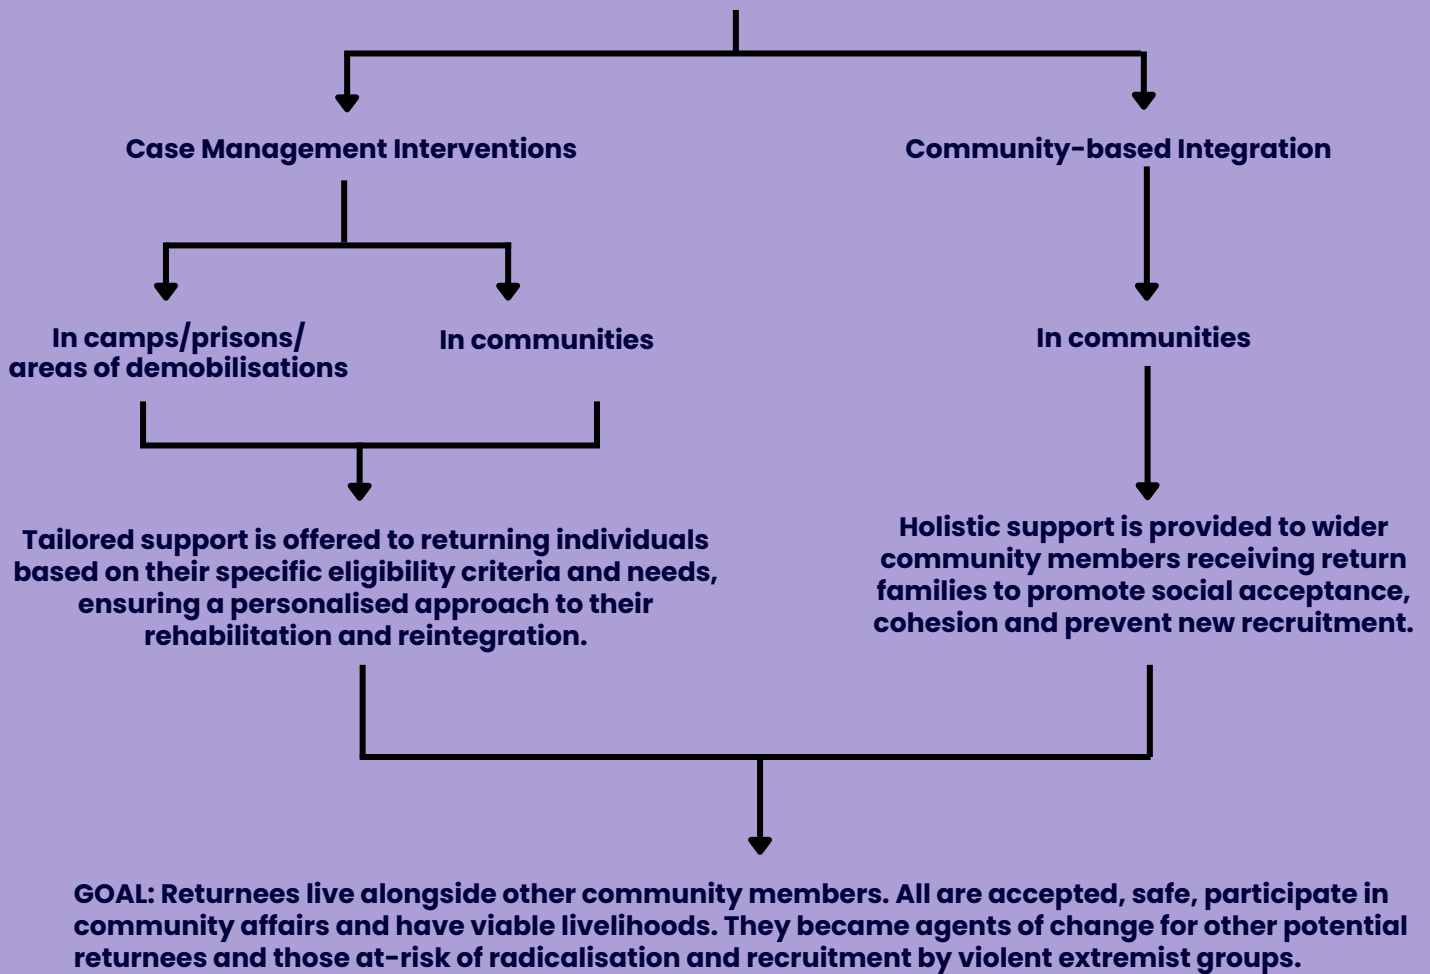 Case Management Interventions
Community-based Integration
In camps/prisons/
areas of demobilisations
In communities
In communities
Tailored support is offered to returning individuals
based on their specific eligibility criteria and needs,
ensuring a personalised approach to their
rehabilitation and reintegration.
Holistic support is provided to wider
community members receiving return
families to promote social acceptance,
cohesion and prevent new recruitment.
GOAL: Returnees live alongside other community members. All are accepted, safe, participate in
community affairs and have viable livelihoods. They became agents of change for other potential
returnees and those at-risk of radicalisation and recruitment by violent extremist groups.